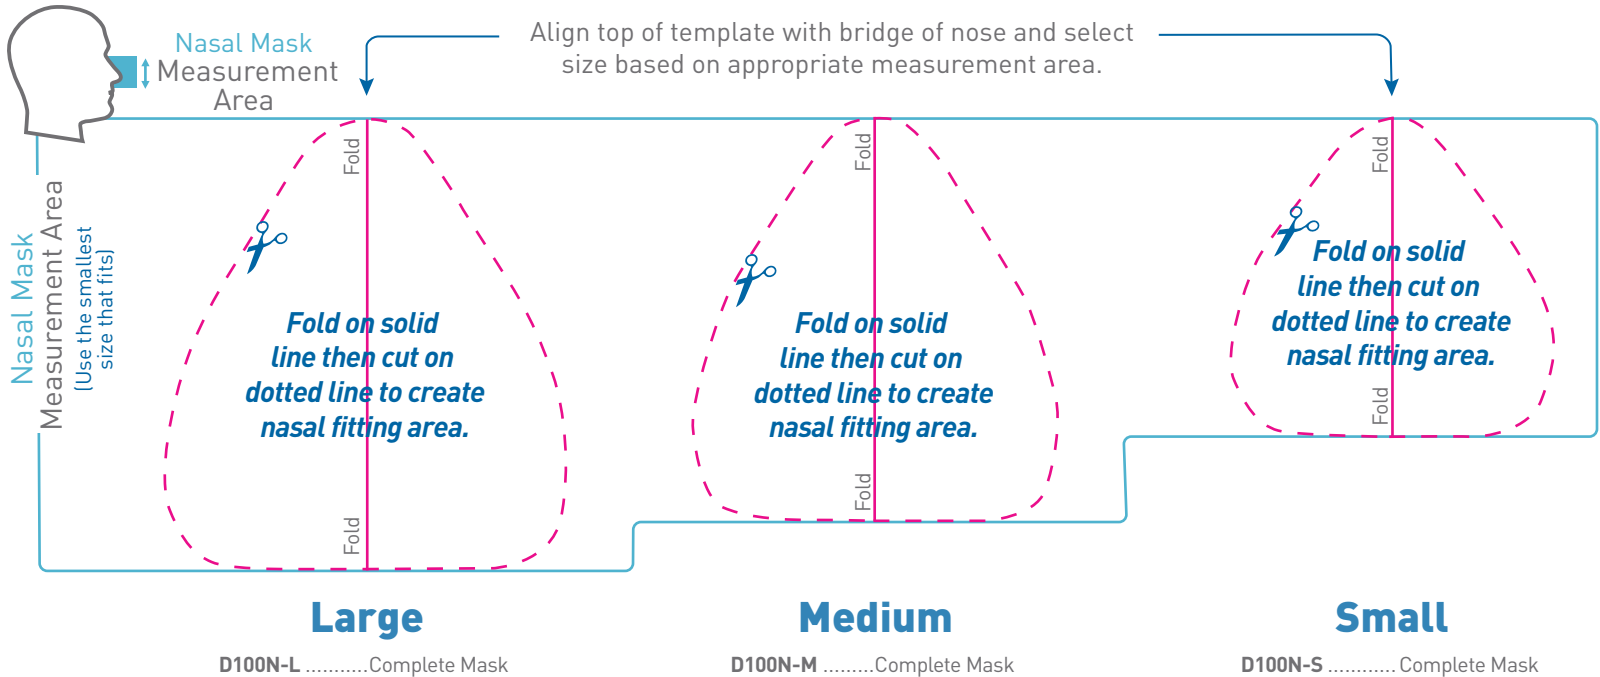 Nasal Mask
Measurement
Area
Align top of template with bridge of nose and select
size based on appropriate measurement area.
Nasal Mask
Measurement Area
(Use the smallest
size that fits)
Fold
Fold on solid
line then cut on
dotted line to create
nasal fitting area.
Fold
Fold
Fold on solid
line then cut on
dotted line to create
nasal fitting area.
Fold
Fold
Fold on solid
line then cut on
dotted line to create
nasal fitting area.
Fold
Large
D100N-L ...........Complete Mask
Medium
D100N-M .........Complete Mask
Small
D100N-S ............Complete Mask